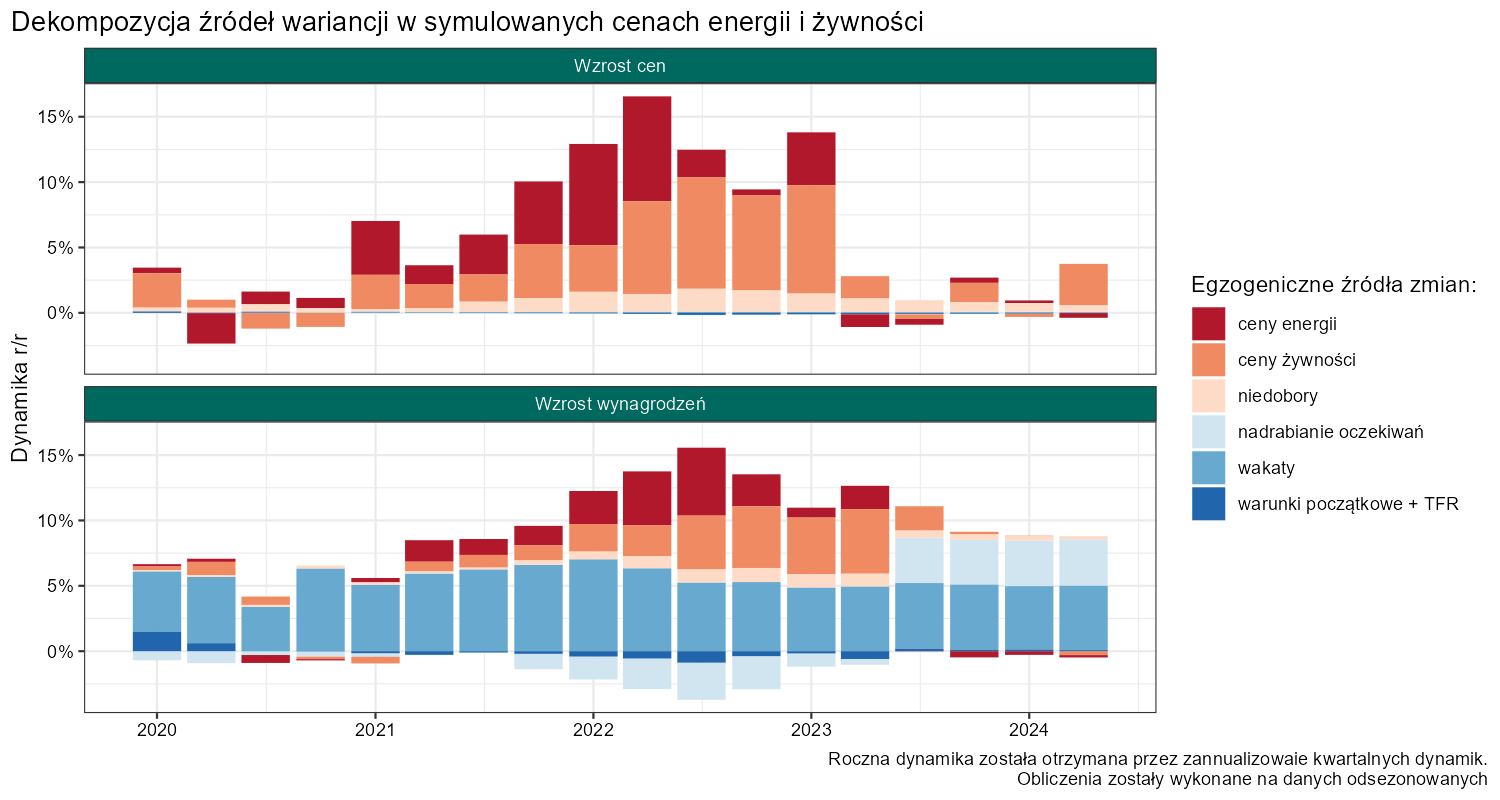 Dekompozycja źródeł wariancji w symulowanych cenach energii i żywności
Wzrost cen
15%
10%
5%
0%
Dynamika r/r
Wzrost wynagrodzeń
15%
10%
5%
0%
2020
2021
2022
2023
2024
Egzogeniczne źródła zmian:
ceny energii
ceny żywności
niedobory
nadrabianie oczekiwań
wakaty
warunki początkowe + TFR
Roczna dynamika została otrzymana przez zannualizowaie kwartalnych dynamik.
Obliczenia zostały wykonane na danych odsezonowanych